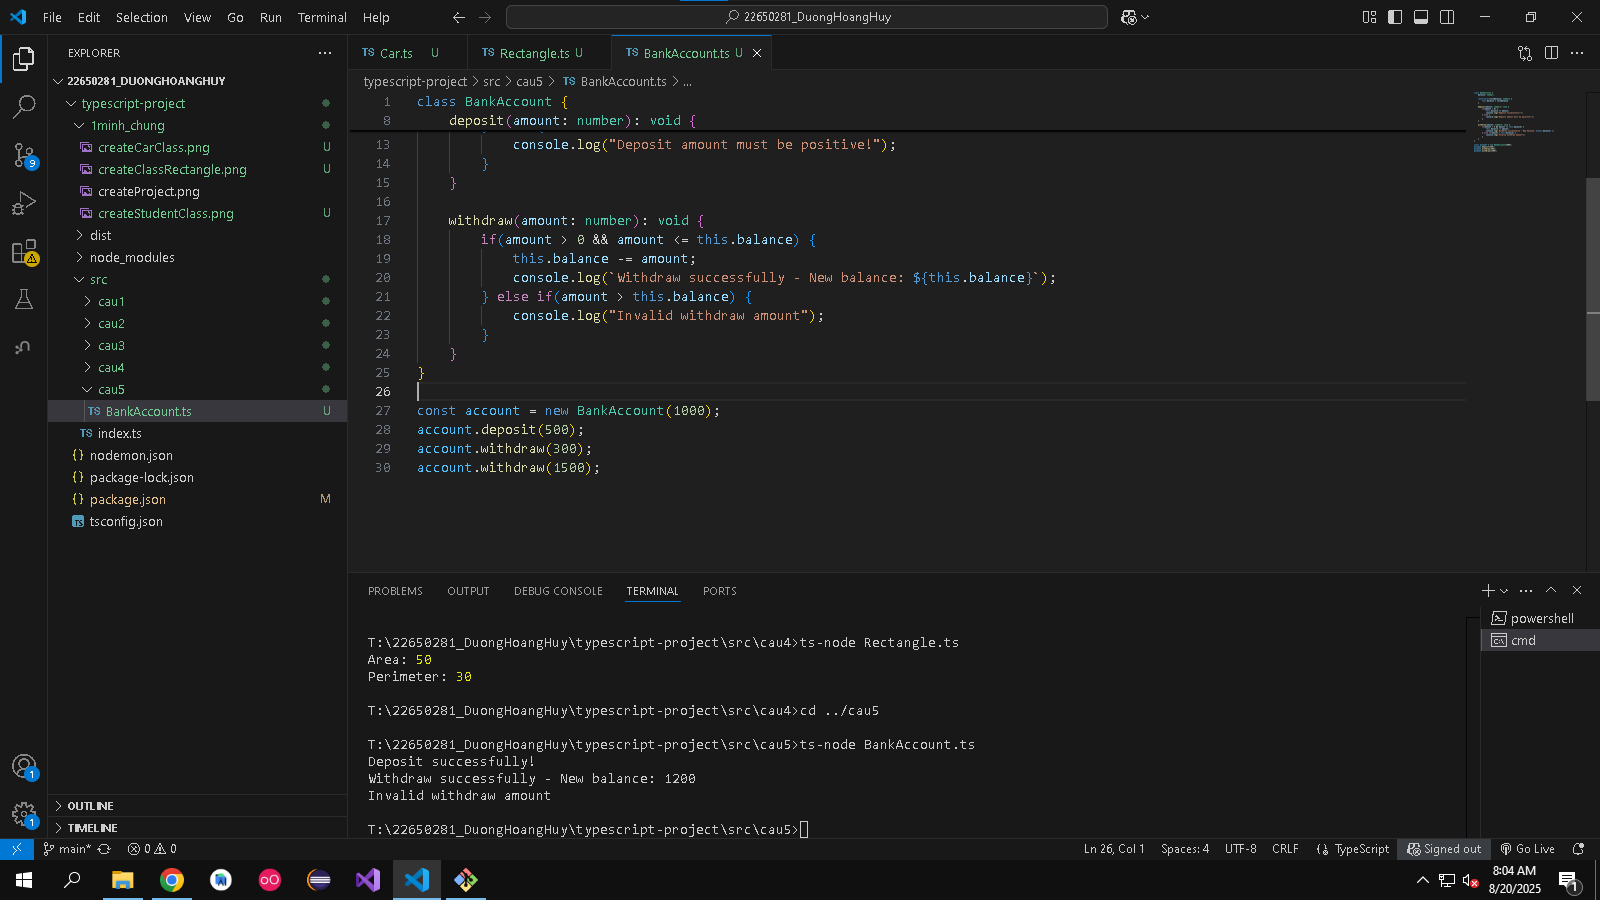 File Edit Selection View Go Run Terminal Help
22650281_DuongHoangHuy
EXPLORER
22650281_DUONGHOANGHUY
typescript-project
1minh_chung
createCarClass.png U
createClassRectangle.png U
createProject.png
createStudentClass.png U
dist
node_modules
src
cau1
cau2
cau3
cau4
cau5
TS BankAccount.ts U
TS index.ts
{} nodemon.json
{} package-lock.json
{} package.json M
TS tsconfig.json
OUTLINE
TIMELINE
9
1
1
TS Car.ts U
TS Rectangle.ts U
TS BankAccount.ts U
typescript-project > src > cau5 > TS BankAccount.ts > ...
1 class BankAccount {
8 deposit(amount: number): void {
13 console.log("Deposit amount must be positive!");
14 }
15 }
16
17 withdraw(amount: number): void {
18 if(amount > 0 && amount <= this.balance) {
19 this.balance -= amount;
20 console.log(`Withdraw successfully - New balance: ${this.balance}`);
21 } else if(amount > this.balance) {
22 console.log("Invalid withdraw amount");
23 }
24 }
25 }
26
27 const account = new BankAccount(1000);
28 account.deposit(500);
29 account.withdraw(300);
30 account.withdraw(1500);
PROBLEMS OUTPUT DEBUG CONSOLE TERMINAL PORTS
T:\22650281_DuongHoangHuy\typescript-project\src\cau4>ts-node Rectangle.ts
Area: 50
Perimeter: 30
T:\22650281_DuongHoangHuy\typescript-project\src\cau4>cd ../cau5
T:\22650281_DuongHoangHuy\typescript-project\src\cau5>ts-node BankAccount.ts
Deposit successfully!
Withdraw successfully - New balance: 1200
Invalid withdraw amount
T:\22650281_DuongHoangHuy\typescript-project\src\cau5>
powershell
cmd
main* 0 0 Ln 26, Col 1 Spaces: 4 UTF-8 CRLF {} TypeScript Signed out Go Live
8:04 AM
8/20/2025
1